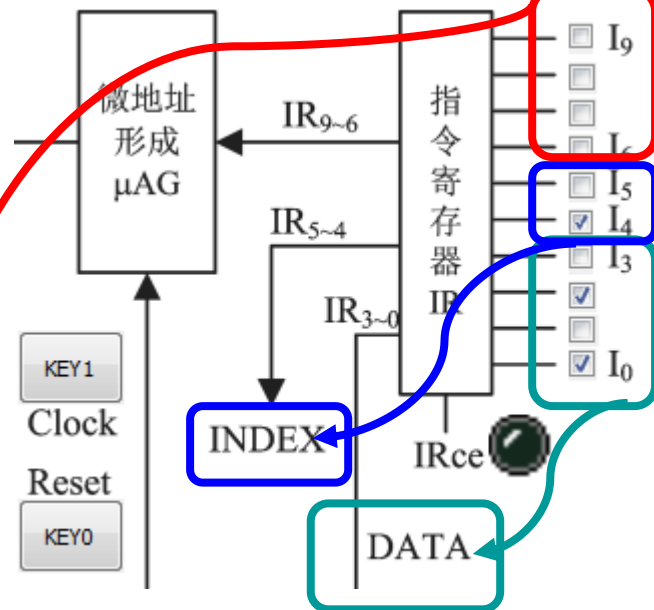 微地址
形成
μAG
IR₉~₆
IR₅~₄
IR₃~₀
指
令
寄
存
器
IR
I₉
I₆
I₅
I₄
I₃
I₀
KEY1
Clock
Reset
KEY0
INDEX
IRce
DATA